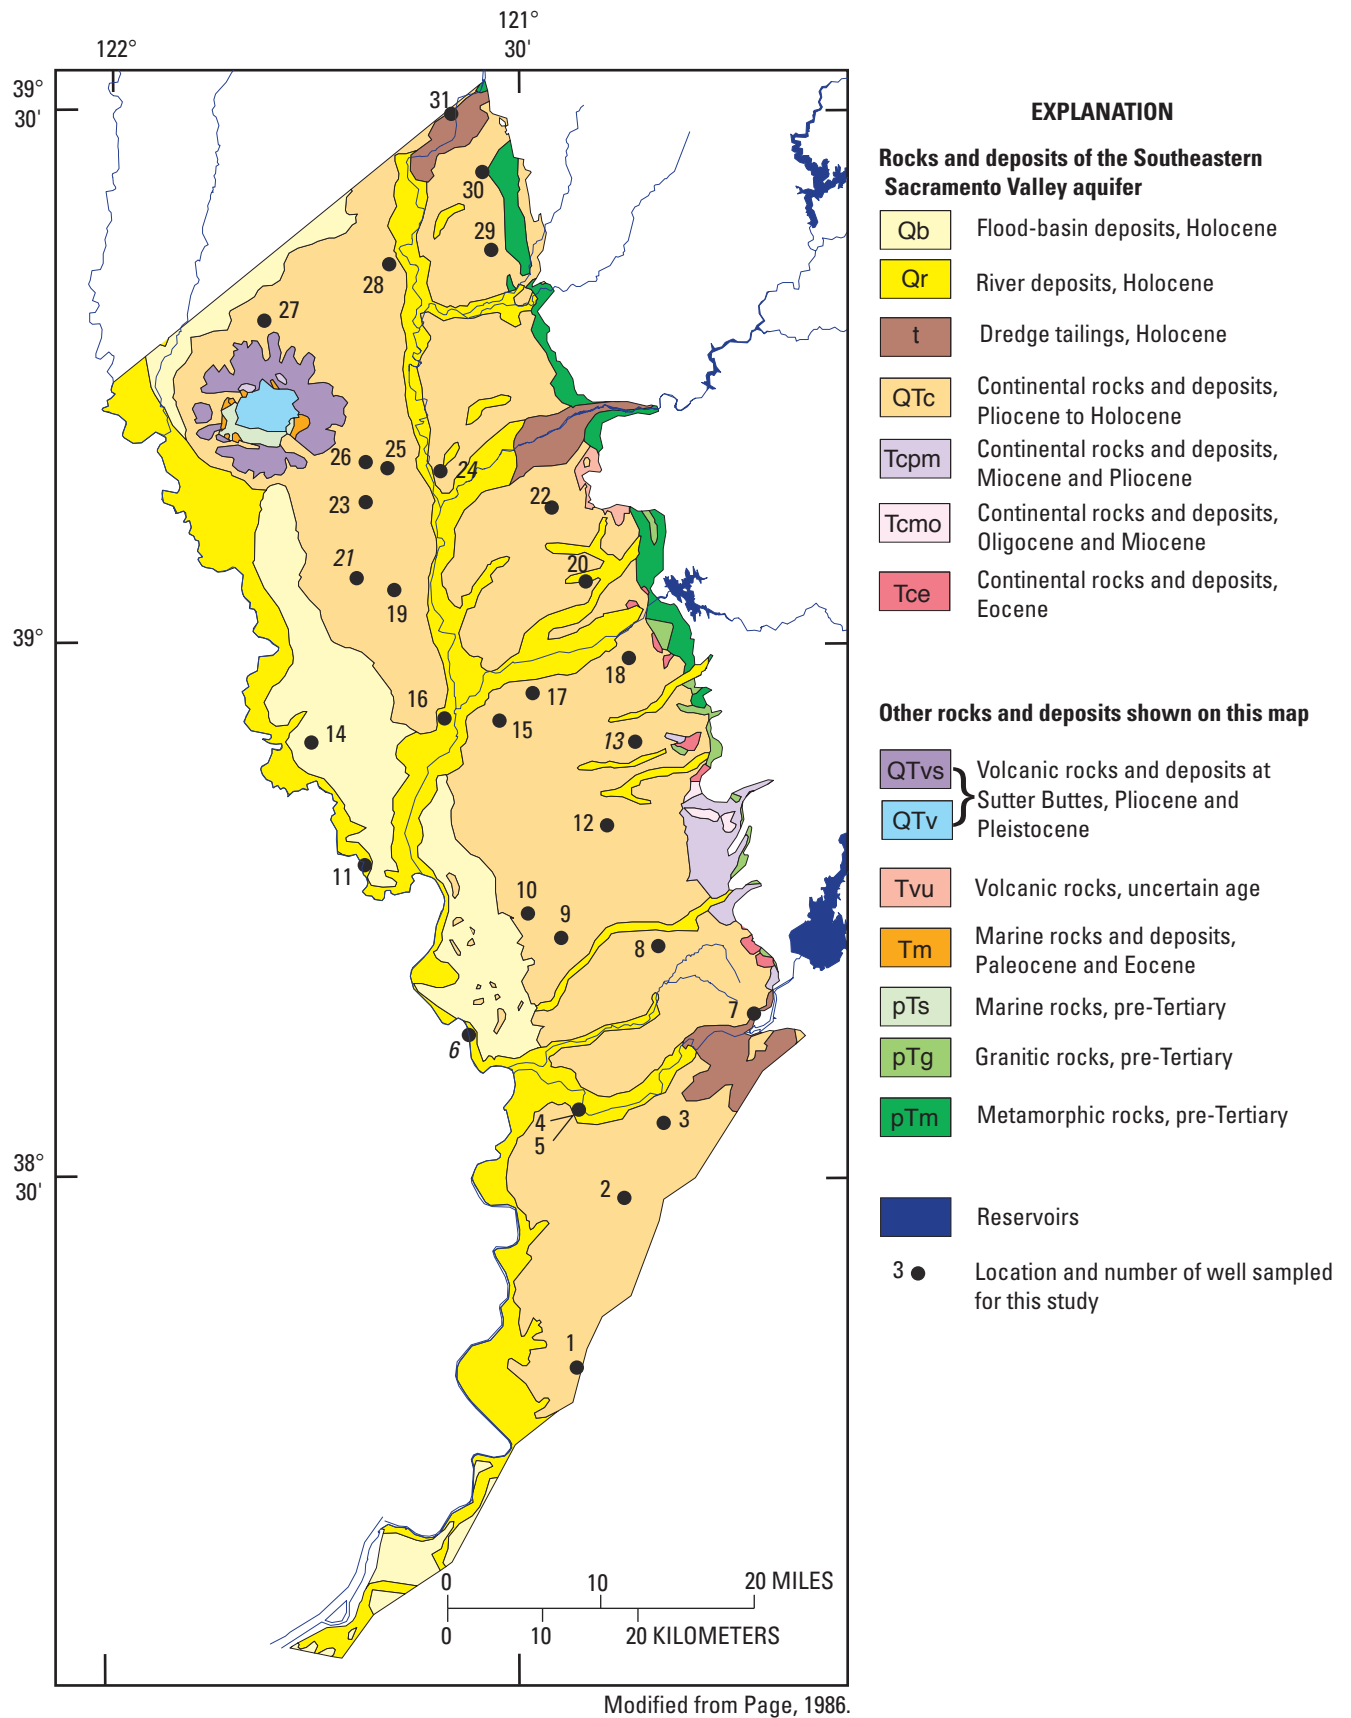 121°
122°
30'
39°
30'
31
30
29
28
27
26
25
24
23
22
21
20
19
39°
18
17
16
15
14
13
12
11
10
9
8
7
6
4
5
3
38°
30'
2
1
0
10
20 MILES
0
10
20 KILOMETERS
Modified from Page, 1986.
EXPLANATION
Rocks and deposits of the Southeastern
Sacramento Valley aquifer
Qb
Flood-basin deposits, Holocene
Qr
River deposits, Holocene
t
Dredge tailings, Holocene
QTc
Continental rocks and deposits,
Pliocene to Holocene
Tcpm
Continental rocks and deposits,
Miocene and Pliocene
Tcmo
Continental rocks and deposits,
Oligocene and Miocene
Tce
Continental rocks and deposits,
Eocene
Other rocks and deposits shown on this map
QTvs
QTv
Volcanic rocks and deposits at
Sutter Buttes, Pliocene and
Pleistocene
Tvu
Volcanic rocks, uncertain age
Tm
Marine rocks and deposits,
Paleocene and Eocene
pTs
Marine rocks, pre-Tertiary
pTg
Granitic rocks, pre-Tertiary
pTm
Metamorphic rocks, pre-Tertiary
Reservoirs
3
Location and number of well sampled
for this study